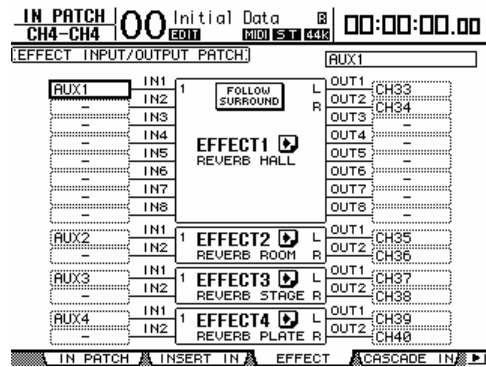 IN PATCH
CH4-CH4
00 Initial Data
EDIT MIDI ST 44K
00:00:00.00
EFFECT INPUT/OUTPUT PATCH
AUX1
AUX1 IN1 1 FOLLOW SURROUND L OUT1 CH33
- IN2 R OUT2 CH34
- IN3 OUT3 -
- IN4 EFFECT1 OUT4 -
- IN5 REVERB HALL OUT5 -
- IN6 OUT6 -
- IN7 OUT7 -
- IN8 OUT8 -
AUX2 IN1 1 EFFECT2 L OUT1 CH35
- IN2 REVERB ROOM R OUT2 CH36
AUX3 IN1 1 EFFECT3 L OUT1 CH37
- IN2 REVERB STAGE R OUT2 CH38
AUX4 IN1 1 EFFECT4 L OUT1 CH39
- IN2 REVERB PLATE R OUT2 CH40
IN PATCH INSERT IN EFFECT CASCADE IN